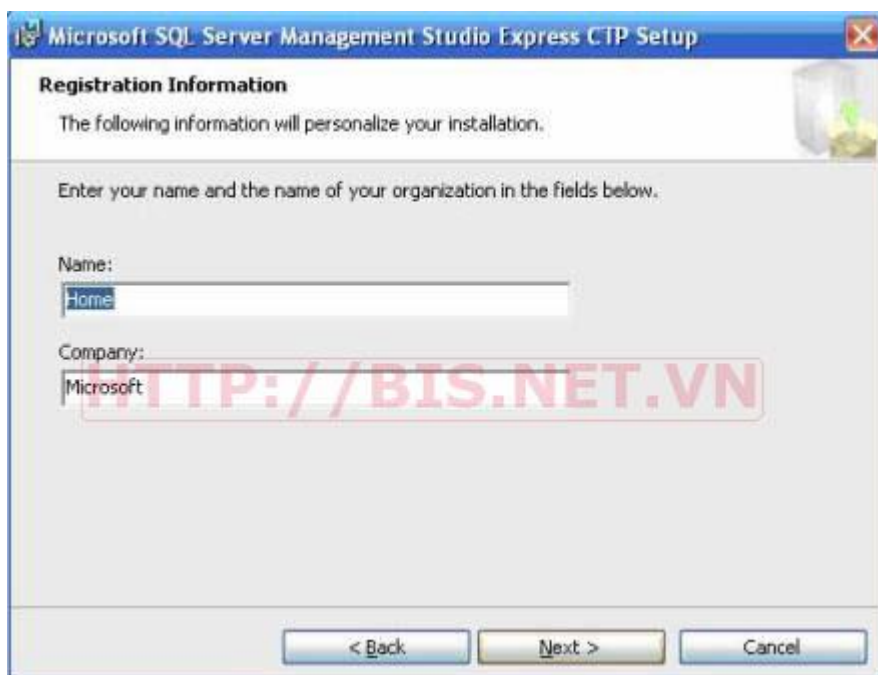 Microsoft SQL Server Management Studio Express CTP Setup
Registration Information
The following information will personalize your installation.
Enter your name and the name of your organization in the fields below.
Name:
Home
Company:
Microsoft
HTTP://BIS.NET.VN
< Back Next > Cancel